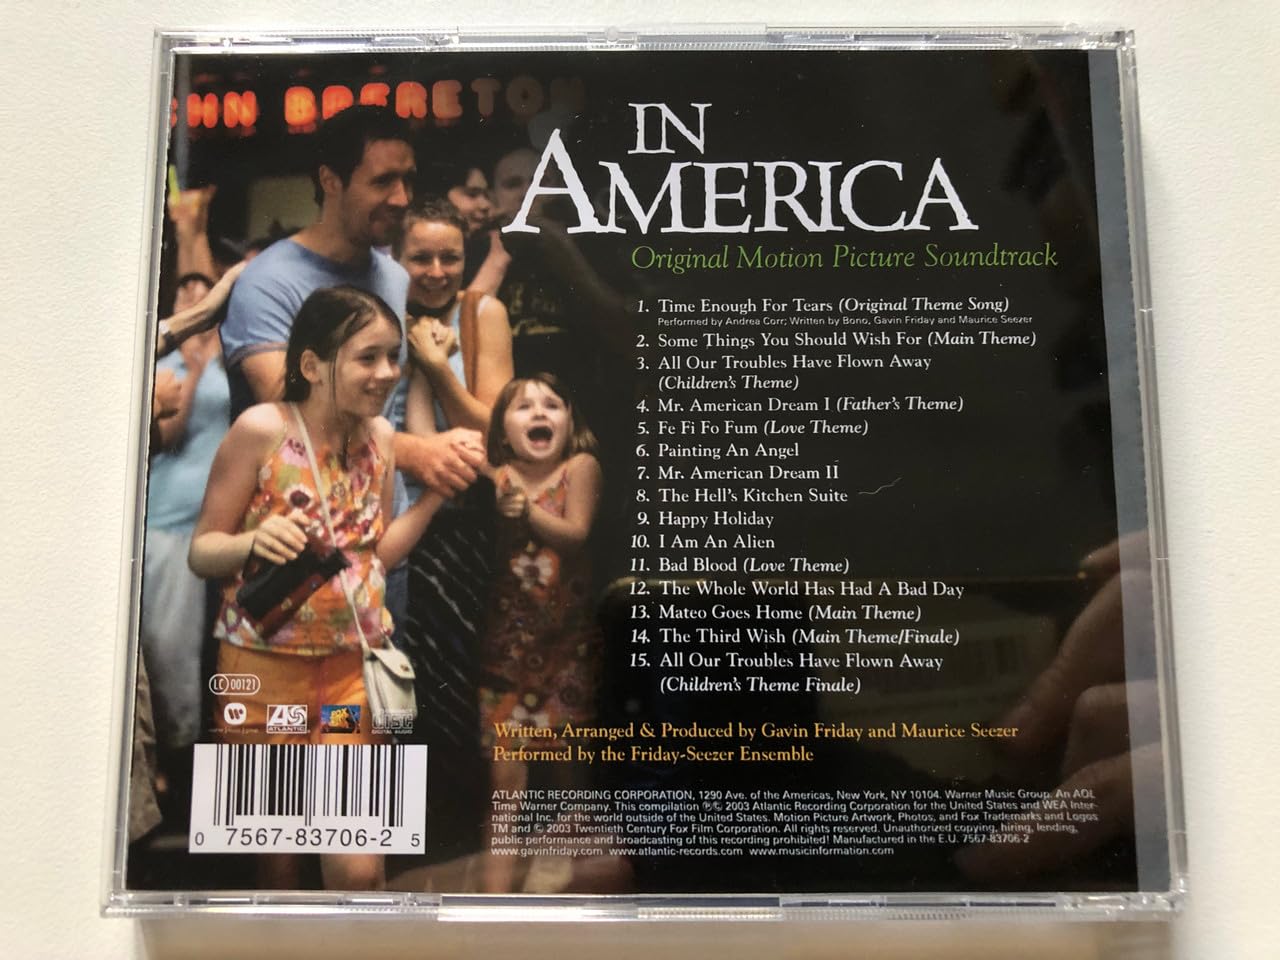 HN BRERETON
IN
AMERICA
Original Motion Picture Soundtrack
1. Time Enough For Tears (Original Theme Song)
Performed by Andrea Corr; Written by Bono, Gavin Friday and Maurice Seezer
2. Some Things You Should Wish For (Main Theme)
3. All Our Troubles Have Flown Away
(Children's Theme)
4. Mr. American Dream I (Father's Theme)
5. Fe Fi Fo Fum (Love Theme)
6. Painting An Angel
7. Mr. American Dream II
8. The Hell's Kitchen Suite
9. Happy Holiday
10. I Am An Alien
11. Bad Blood (Love Theme)
12. The Whole World Has Had A Bad Day
13. Mateo Goes Home (Main Theme)
14. The Third Wish (Main Theme/Finale)
15. All Our Troubles Have Flown Away
(Children's Theme Finale)
LC 00121
ATLANTIC
DIGITAL AUDIO
Written, Arranged & Produced by Gavin Friday and Maurice Seezer
Performed by the Friday-Seezer Ensemble
ATLANTIC RECORDING CORPORATION, 1290 Ave. of the Americas, New York, NY 10104. Warner Music Group. An AOL
Time Warner Company. This compilation ℗© 2003 Atlantic Recording Corporation for the United States and WEA Inter-
national Inc. for the world outside of the United States. Motion Picture Artwork, Photos, and Fox Trademarks and Logos
TM and © 2003 Twentieth Century Fox Film Corporation. All rights reserved. Unauthorized copying, hiring, lending,
public performance and broadcasting of this recording prohibited! Manufactured in the E.U. 7567-83706-2
www.gavinfriday.com www.atlantic-records.com www.musicinformation.com
0 7567-83706-2 5